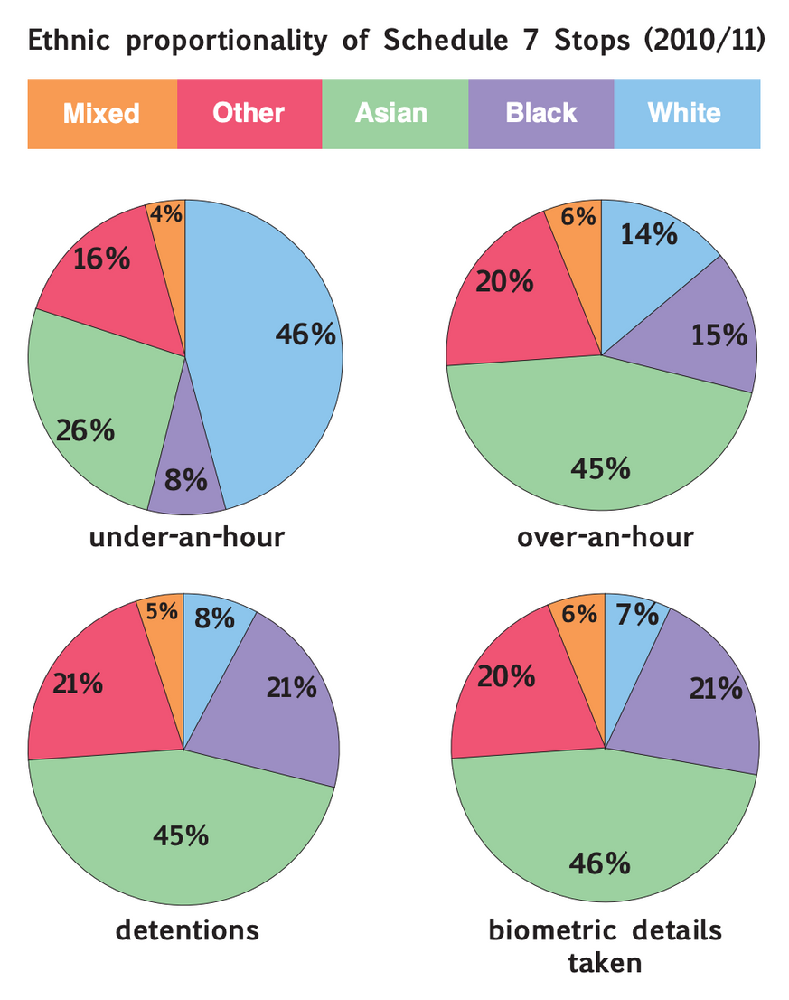 Ethnic proportionality of Schedule 7 Stops (2010/11)
Mixed Other Asian Black White
4%
16%
46%
26%
8%
under-an-hour
6%
14%
20%
15%
45%
over-an-hour
5%
8%
21%
21%
45%
detentions
6%
7%
20%
21%
46%
biometric details
taken